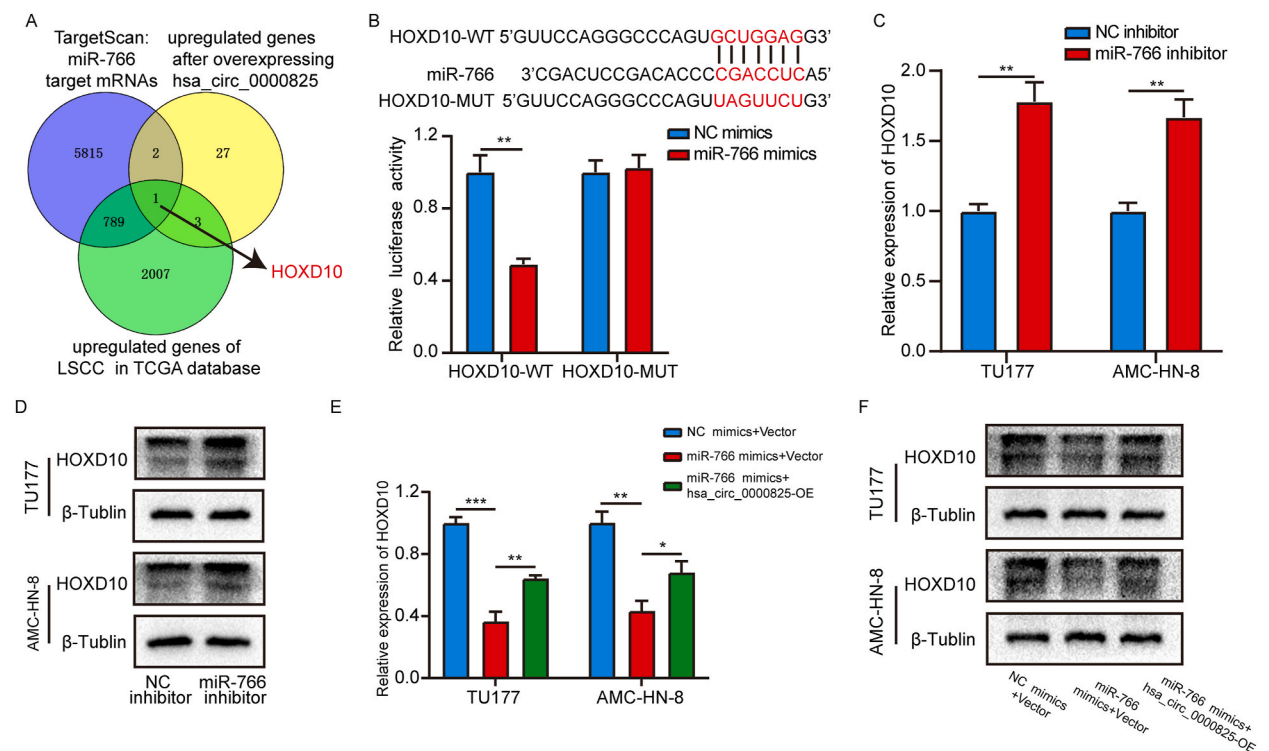 A
TargetScan:
miR-766
target mRNAs
upregulated genes
after overexpressing
hsa_circ_0000825
5815
2
27
1
789
3
2007
HOXD10
upregulated genes of
LSCC in TCGA database
B
HOXD10-WT 5'GUUCCAGGGCCCAGUGCUGGAGG3'
miR-766 3'CGACUCCGACACCCCGACCUCA5'
HOXD10-MUT 5'GUUCCAGGGCCCAGUUAGUUCUG3'
NC mimics
miR-766 mimics
Relative luciferase activity
1.2
0.8
0.4
0.0
**
HOXD10-WT
HOXD10-MUT
C
NC inhibitor
miR-766 inhibitor
Relative expression of HOXD10
2.0
1.5
1.0
0.5
0.0
**
**
TU177
AMC-HN-8
D
TU177
HOXD10
β-Tublin
AMC-HN-8
HOXD10
β-Tublin
NC
inhibitor
miR-766
inhibitor
E
NC mimics+Vector
miR-766 mimics+Vector
miR-766 mimics+
hsa_circ_0000825-OE
Relative expression of HOXD10
1.2
0.8
0.4
0.0
***
**
**
*
TU177
AMC-HN-8
F
TU177
HOXD10
β-Tublin
AMC-HN-8
HOXD10
β-Tublin
NC mimics
+Vector
miR-766
mimics+Vector
miR-766 mimics+
hsa_circ_0000825-OE